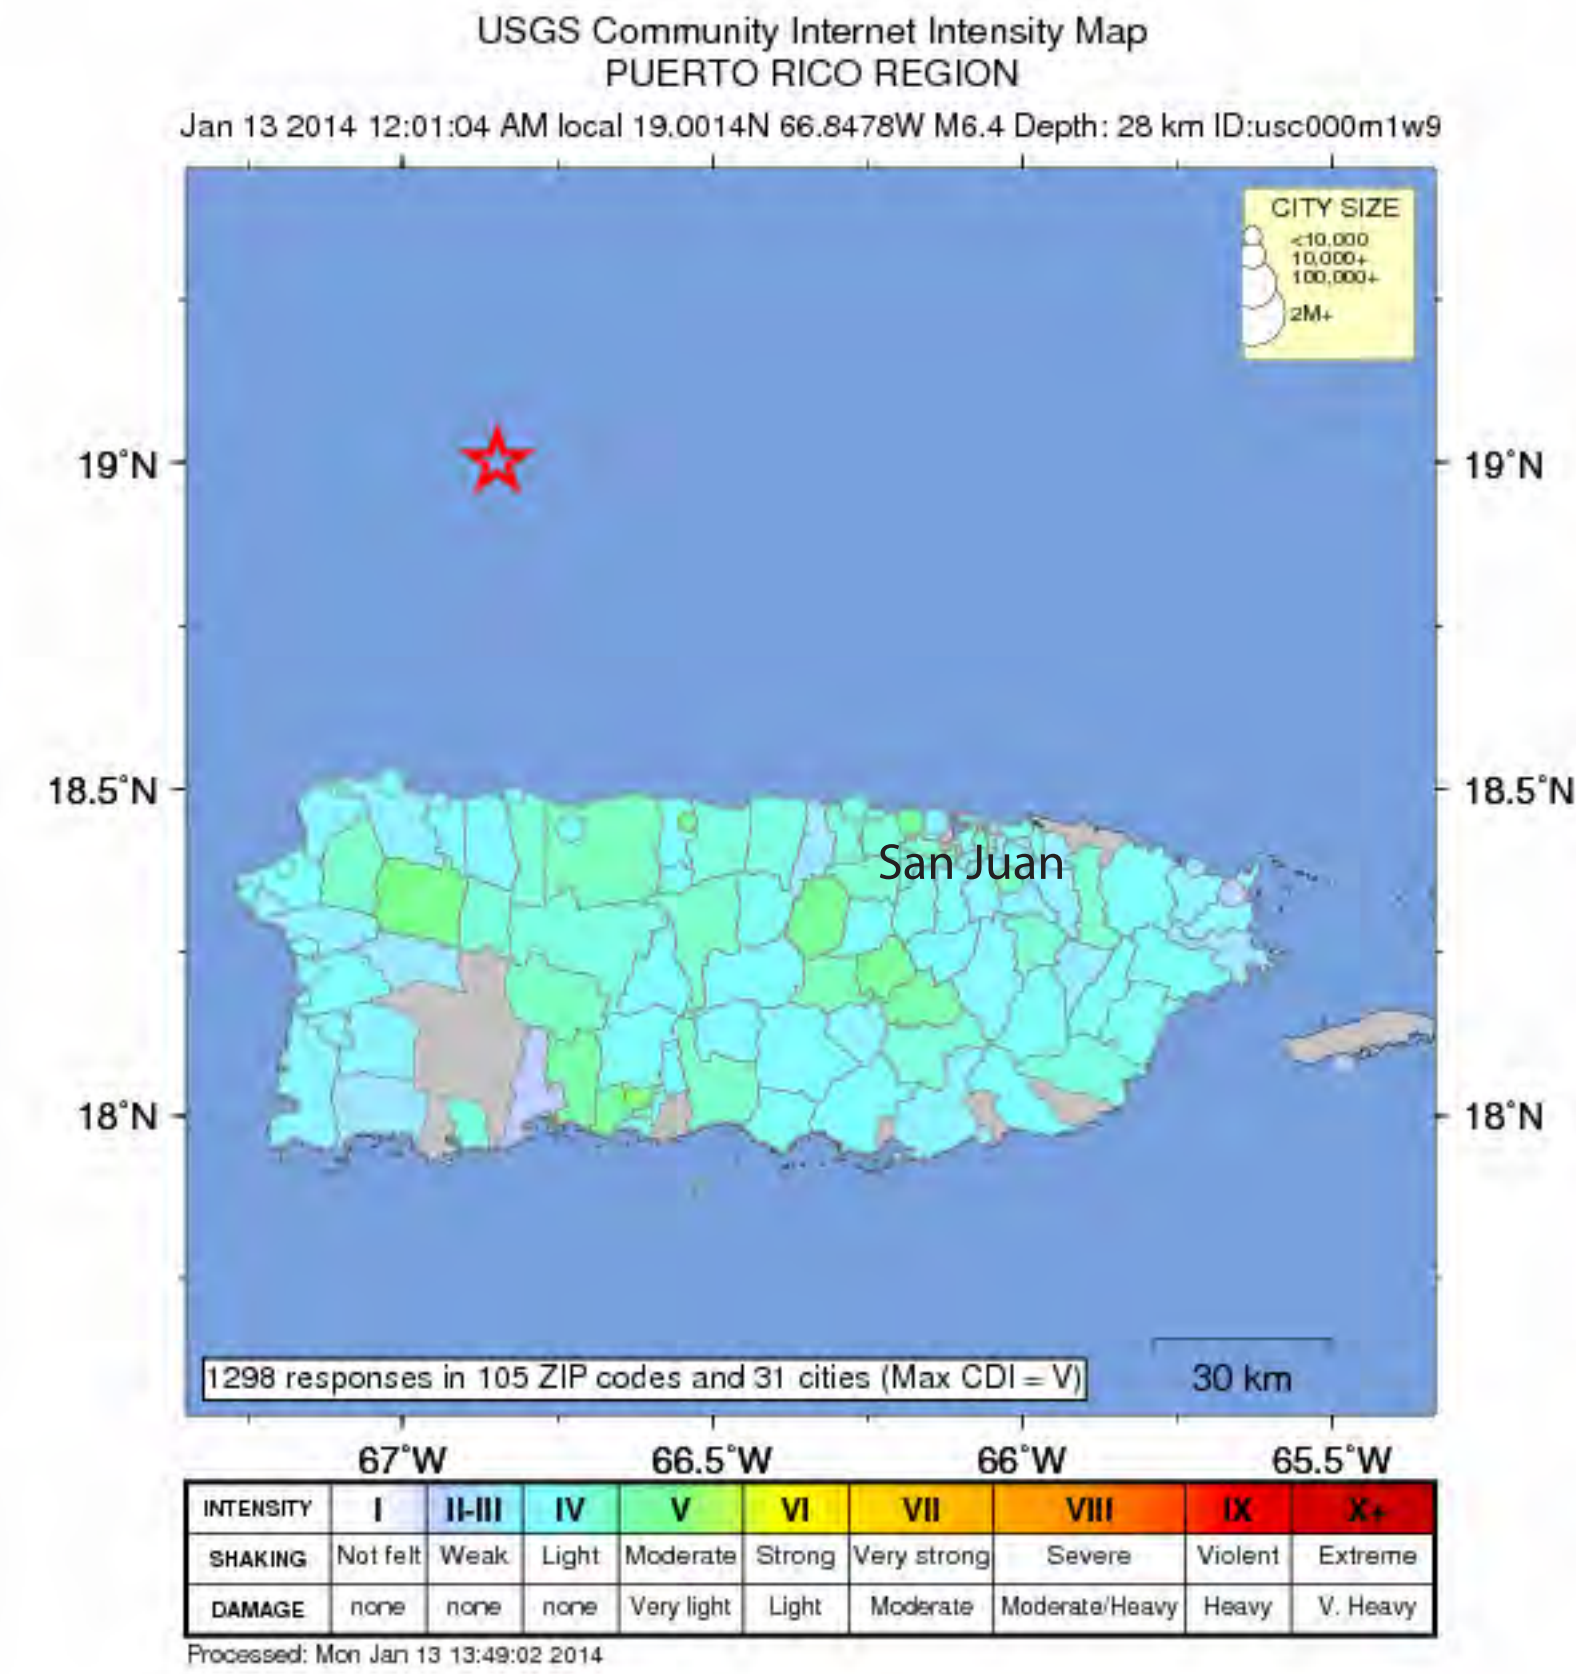 USGS Community Internet Intensity Map
PUERTO RICO REGION
Jan 13 2014 12:01:04 AM local 19.0014N 66.8478W M6.4 Depth: 28 km ID:usc000m1w9
CITY SIZE
<10,000
10,000+
100,000+
2M+
19°N 19°N
18.5°N 18.5°N
San Juan
18°N 18°N
1298 responses in 105 ZIP codes and 31 cities (Max CDI = V)
30 km
67°W 66.5°W 66°W 65.5°W
INTENSITY I II-III IV V VI VII VIII IX X+
SHAKING Not felt Weak Light Moderate Strong Very strong Severe Violent Extreme
DAMAGE none none none Very light Light Moderate Moderate/Heavy Heavy V. Heavy
Processed: Mon Jan 13 13:49:02 2014